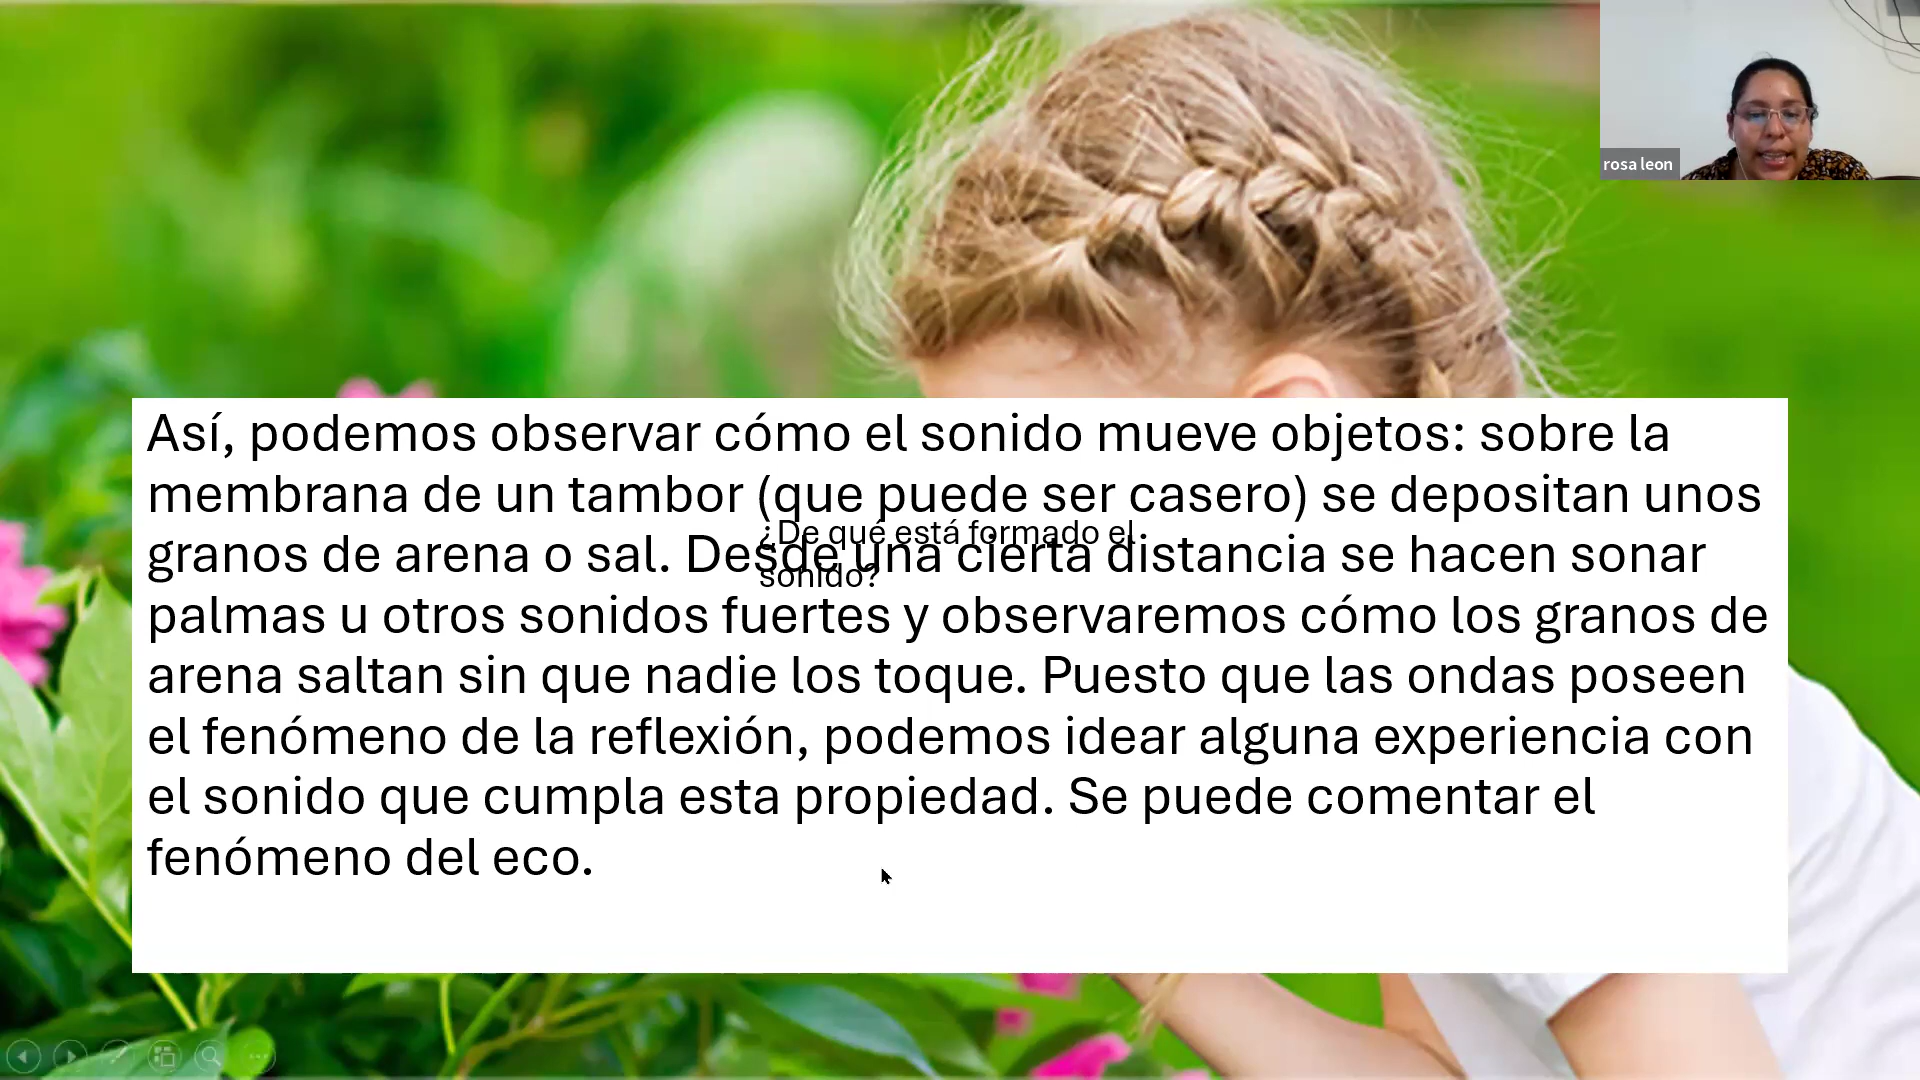 rosa leon
Así, podemos observar cómo el sonido mueve objetos: sobre la
membrana de un tambor (que puede ser casero) se depositan unos
granos de arena o sal. Desde una cierta distancia se hacen sonar
palmas u otros sonidos fuertes y observaremos cómo los granos de
arena saltan sin que nadie los toque. Puesto que las ondas poseen
el fenómeno de la reflexión, podemos idear alguna experiencia con
el sonido que cumpla esta propiedad. Se puede comentar el
fenómeno del eco.
¿De qué está formado el
sonido?